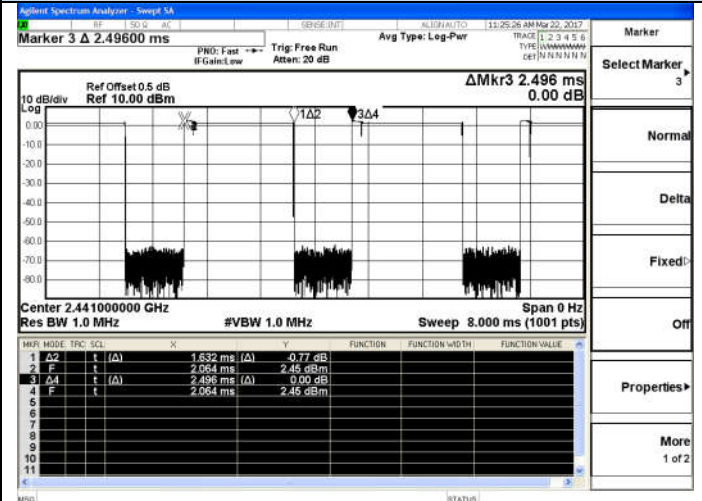 Agilent Spectrum Analyzer - Swept SA
RF 50 Ω AC SENSE:INT ALIGN AUTO 11:25:26 AM Mar 22, 2017
Marker 3 Δ 2.49600 ms
PNO: Fast Trig: Free Run
IFGain:Low Atten: 20 dB
Avg Type: Log-Pwr
TRACE 1 2 3 4 5 6
TYPE WWWWWW
DET N N N N N N
Ref Offset 0.5 dB
10 dB/div Ref 10.00 dBm
ΔMkr3 2.496 ms
0.00 dB
Log
1Δ2 3Δ4
0.00
-10.0
-20.0
-30.0
-40.0
-50.0
-60.0
-70.0
-80.0
Center 2.441000000 GHz Span 0 Hz
Res BW 1.0 MHz #VBW 1.0 MHz Sweep 8.000 ms (1001 pts)
MKR MODE TRC SCL X Y FUNCTION FUNCTION WIDTH FUNCTION VALUE
1 Δ2 t (Δ) 1.632 ms (Δ) -0.77 dB
2 F t 2.064 ms 2.45 dBm
3 Δ4 t (Δ) 2.496 ms (Δ) 0.00 dB
4 F t 2.064 ms 2.45 dBm
5
6
7
8
9
10
11
MSG STATUS
Marker
Select Marker
3
Normal
Delta
Fixed
Off
Properties
More
1 of 2